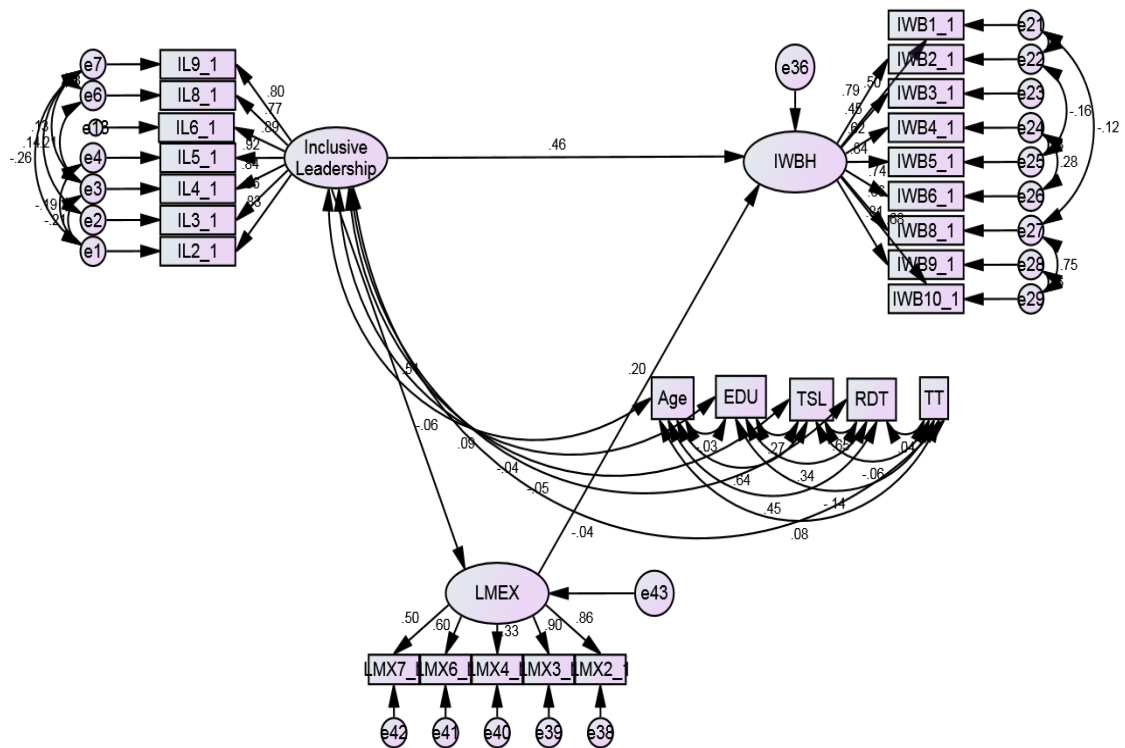 e7
IL9_1
e6
IL8_1
IL6_1
e4
IL5_1
e3
IL4_1
e2
IL3_1
e1
IL2_1
.80
.77
.89
.92
.84
.83
-.26
-.19
Inclusive
Leadership
.46
e36
IWBH
.79
.50
.45
.62
.84
.74
IWB1_1
IWB2_1
IWB3_1
IWB4_1
IWB5_1
IWB6_1
IWB8_1
IWB9_1
IWB10_1
e21
e22
e23
e24
e25
e26
e27
e28
e29
-.16
-.12
.28
.75
.20
Age
EDU
TSL
RDT
TT
-.03
.27
.65
.04
.64
.34
-.06
.45
-.14
.08
-.06
.09
-.04
-.05
-.04
LMEX
e43
.50
.60
.33
.90
.86
LMX7_
LMX6_
LMX4_
LMX3_
LMX2_1
e42
e41
e40
e39
e38